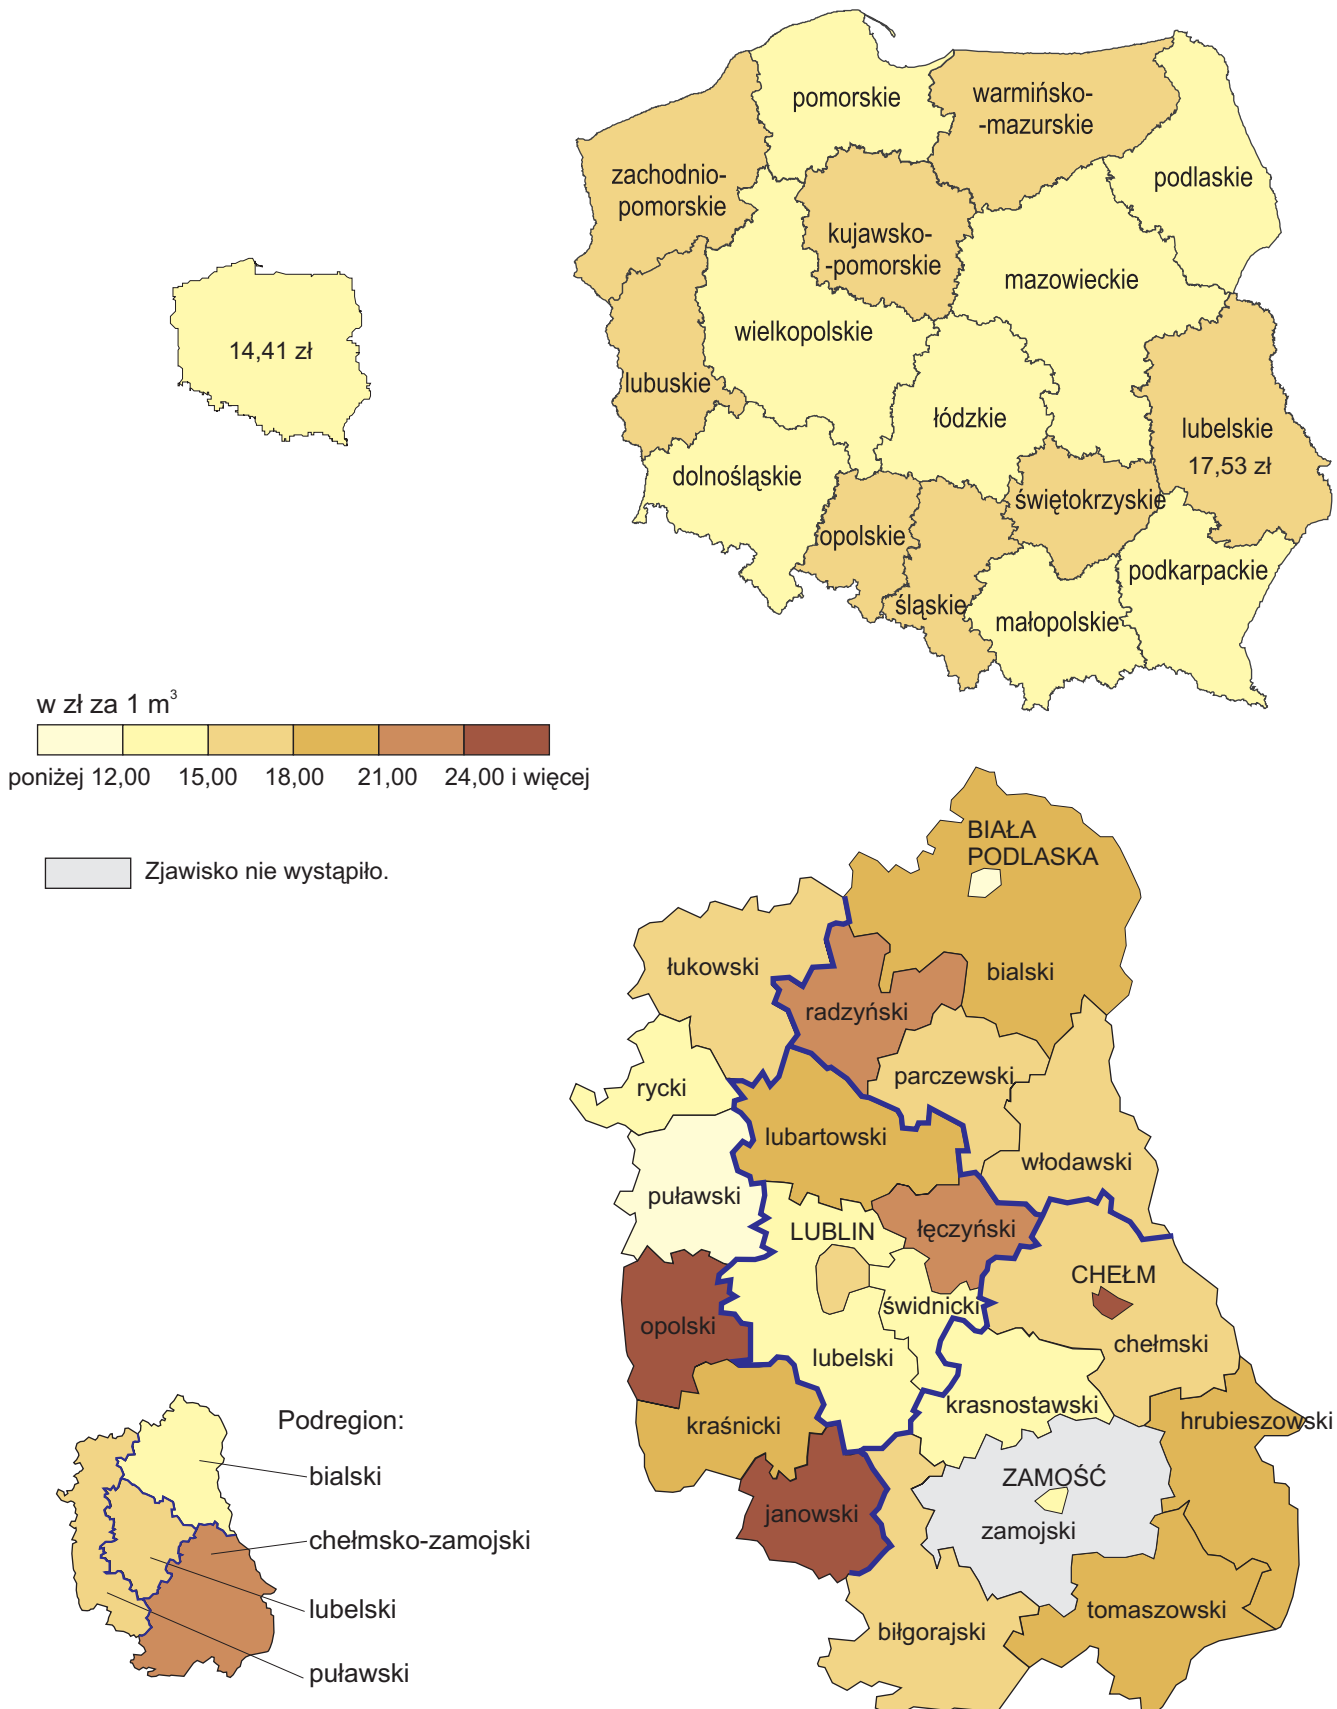 pomorskie
warmińsko-
-mazurskie
zachodnio-
pomorskie
podlaskie
kujawsko-
-pomorskie
mazowieckie
wielkopolskie
14,41 zł
lubuskie
łódzkie
lubelskie
17,53 zł
dolnośląskie
świętokrzyskie
opolskie
podkarpackie
śląskie
małopolskie
w zł za 1 m³
poniżej 12,00 15,00 18,00 21,00 24,00 i więcej
Zjawisko nie wystąpiło.
BIAŁA
PODLASKA
łukowski
bialski
radzyński
parczewski
rycki
lubartowski
włodawski
puławski
LUBLIN
łęczyński
CHEŁM
świdnicki
opolski
chełmski
lubelski
krasnostawski
kraśnicki
hrubieszowski
ZAMOŚĆ
janowski
zamojski
tomaszowski
biłgorajski
Podregion:
bialski
chełmsko-zamojski
lubelski
puławski